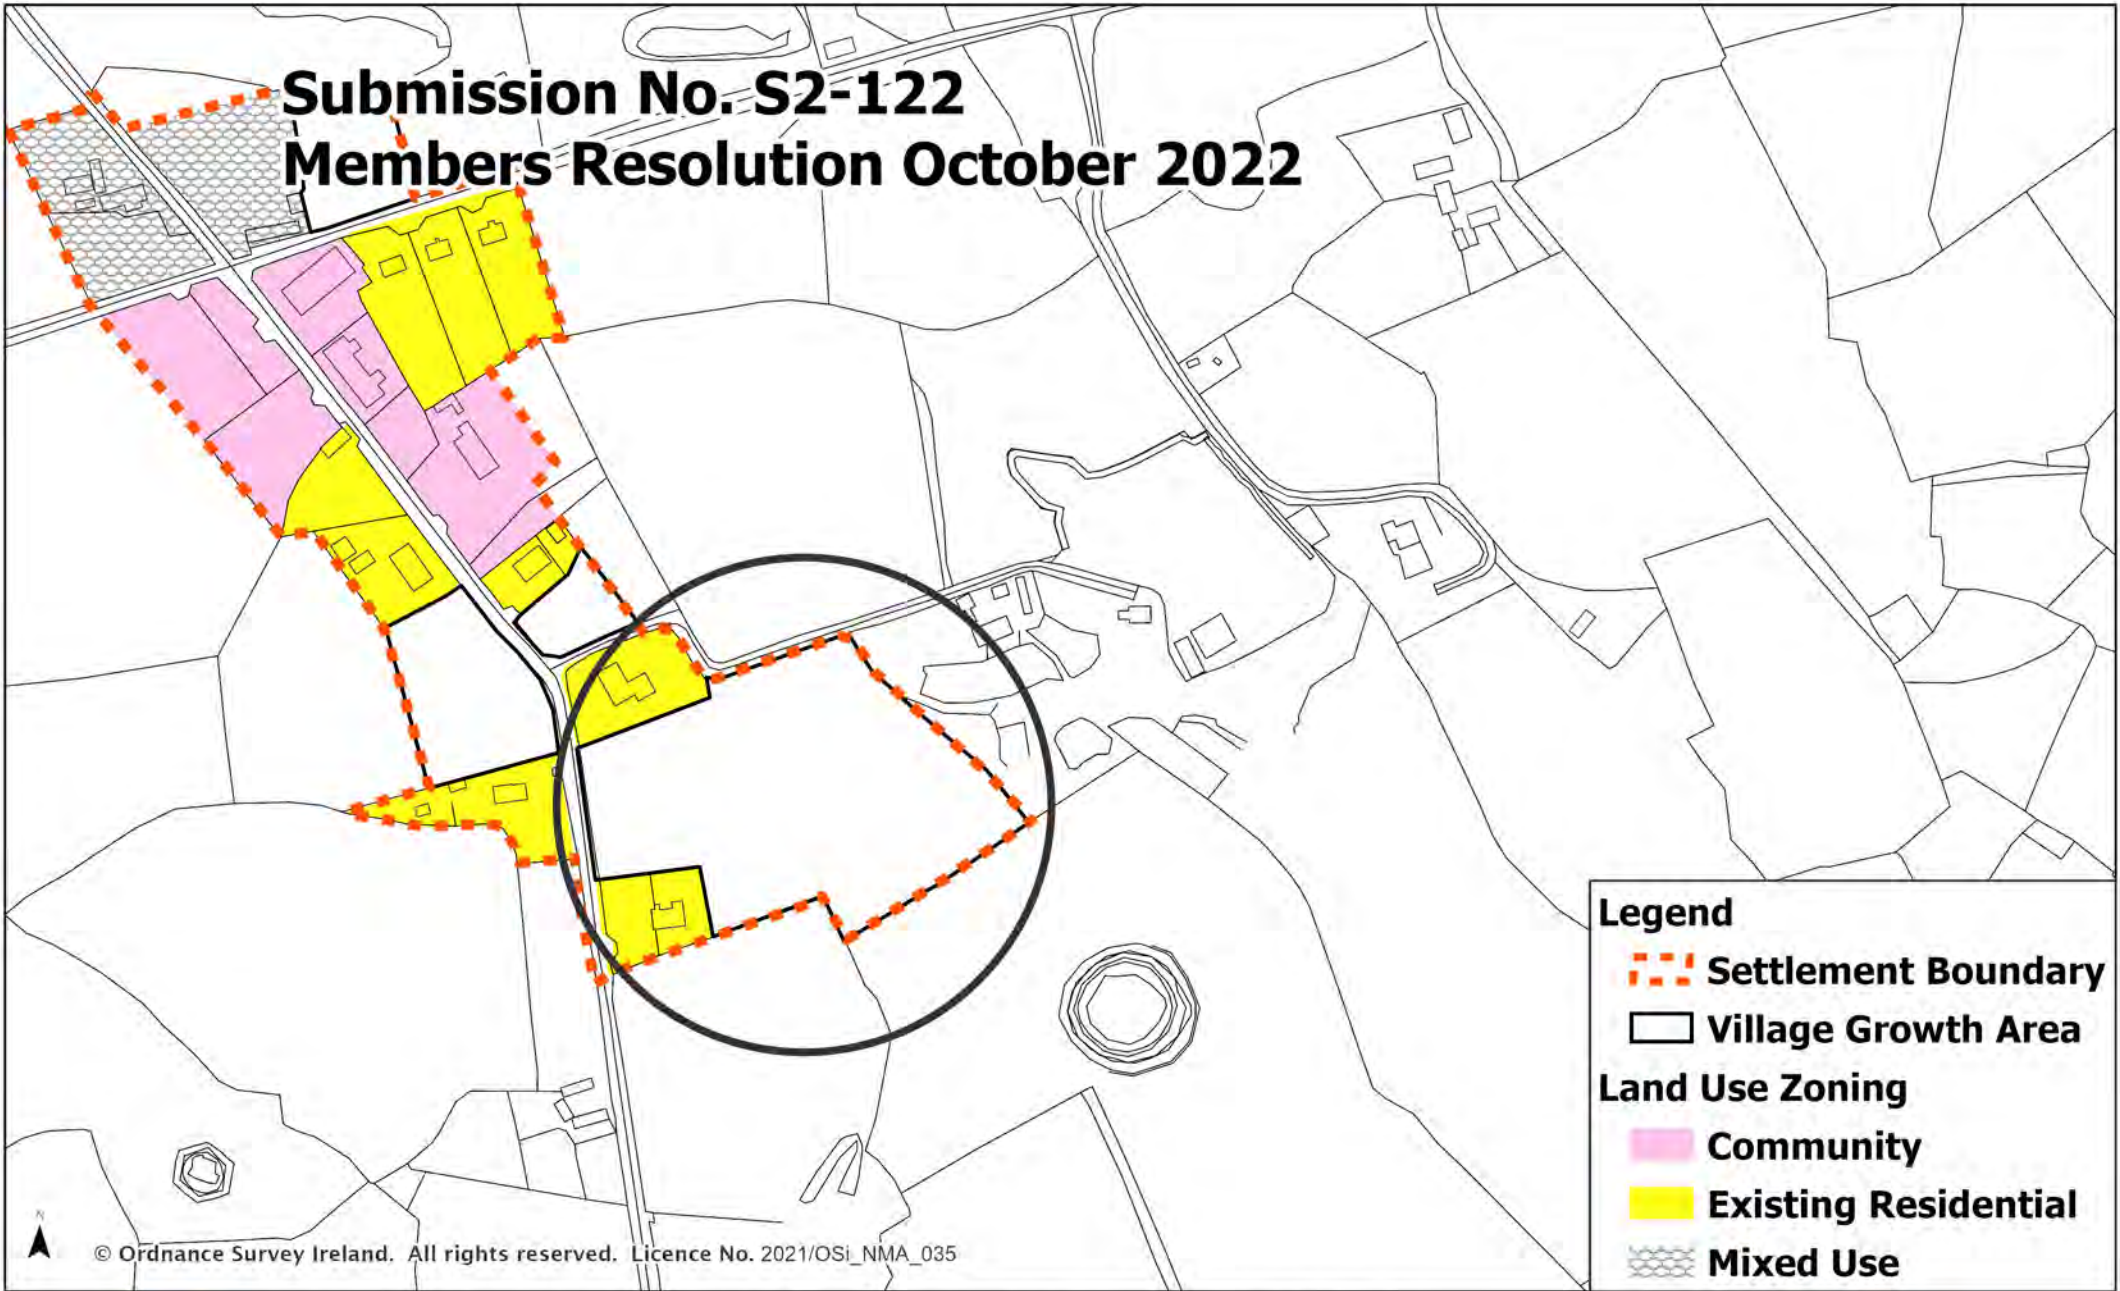 Submission No. S2-122
Members Resolution October 2022
Legend
Settlement Boundary
Village Growth Area
Land Use Zoning
Community
Existing Residential
Mixed Use
N
© Ordnance Survey Ireland. All rights reserved. Licence No. 2021/OSi_NMA_035